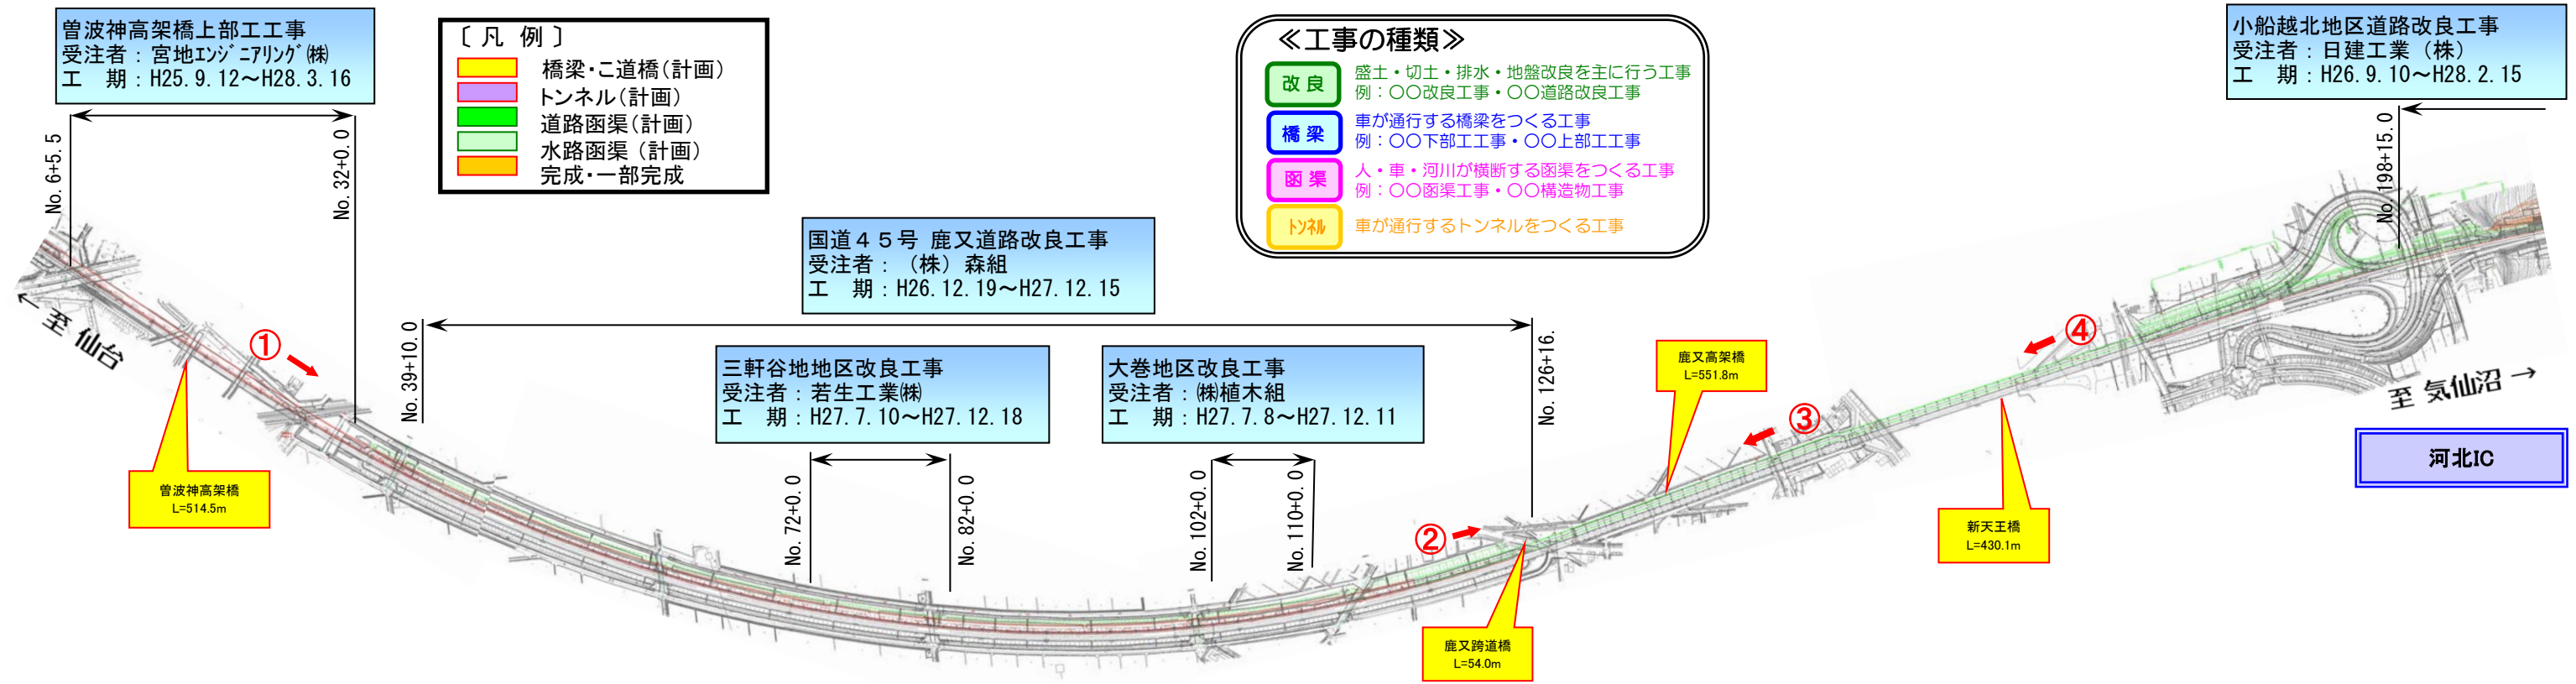 曽波神高架橋上部工工事
受注者：宮地ｴﾝｼﾞﾆｱﾘﾝｸﾞ㈱
工　期：H25.9.12～H28.3.16
No. 6+5.5
No. 32+0.0
〔 凡 例 〕
橋梁・こ道橋（計画）
トンネル（計画）
道路函渠（計画）
水路函渠（計画）
完成・一部完成
≪工事の種類≫
改 良
盛土・切土・排水・地盤改良を主に行う工事
例：〇〇改良工事・〇〇道路改良工事
橋 梁
車が通行する橋梁をつくる工事
例：〇〇下部工工事・〇〇上部工工事
函 渠
人・車・河川が横断する函渠をつくる工事
例：〇〇函渠工事・〇〇構造物工事
ﾄﾝﾈﾙ
車が通行するトンネルをつくる工事
小船越北地区道路改良工事
受注者：日建工業（株）
工　期：H26.9.10～H28.2.15
No. 198+15.0
国道４５号 鹿又道路改良工事
受注者：（株）森組
工　期：H26.12.19～H27.12.15
No. 39+10.0
No. 126+16.
三軒谷地地区改良工事
受注者：若生工業㈱
工　期：H27.7.10～H27.12.18
No. 72+0.0
No. 82+0.0
大巻地区改良工事
受注者：㈱植木組
工　期：H27.7.8～H27.12.11
No. 102+0.0
No. 110+0.0
← 至 仙台
①
曽波神高架橋
L=514.5m
②
鹿又跨道橋
L=54.0m
鹿又高架橋
L=551.8m
③
④
新天王橋
L=430.1m
至 気仙沼 →
河北IC